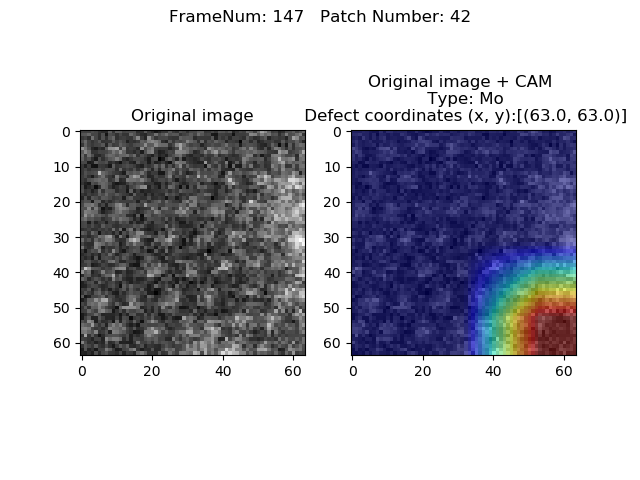 FrameNum: 147   Patch Number: 42
Original image
Original image + CAM
Type: Mo
Defect coordinates (x, y):[(63.0, 63.0)]
0
10
20
30
40
50
60
0 20 40 60
0
10
20
30
40
50
60
0 20 40 60